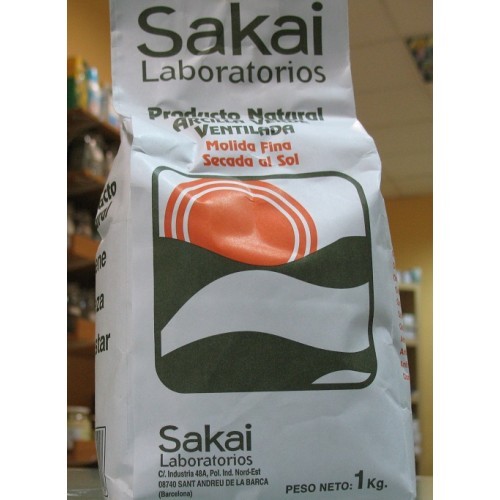 Sakai
Laboratorios
Producto Natural
VENTILADA
Molida Fina
Secada al Sol
Sakai
Laboratorios
C/. Industria 48A, Pol. Ind. Nord-Est
08740 SANT ANDREU DE LA BARCA
(Barcelona)
PESO NETO: 1 Kg.